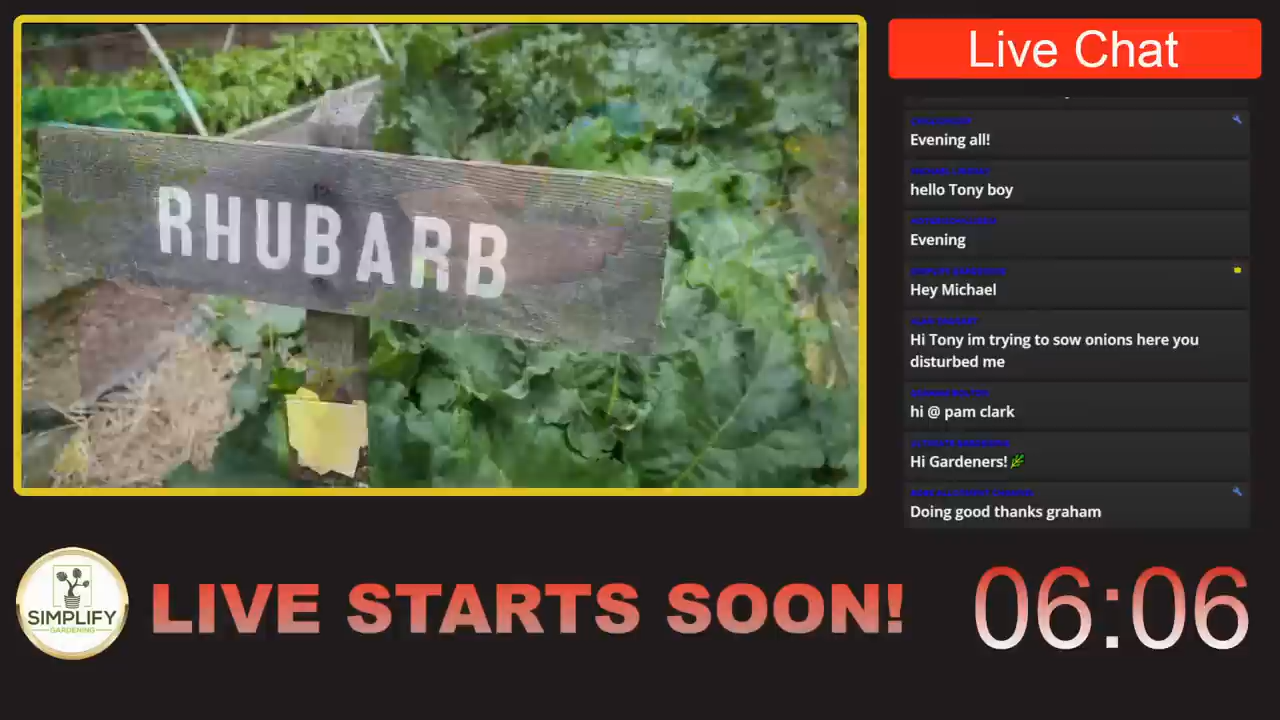 RHUBARB
Live Chat
Evening all!
hello Tony boy
Evening
Hey Michael
Hi Tony im trying to sow onions here you
disturbed me
hi @ pam clark
Hi Gardeners!
Doing good thanks graham
SIMPLIFY
GARDENING
LIVE STARTS SOON!
06:06